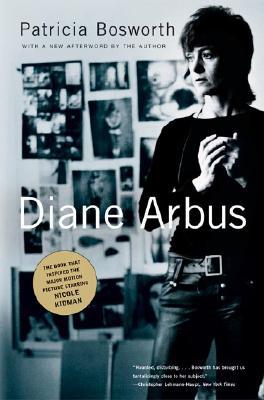 Patricia Bosworth
WITH A NEW AFTERWORD BY THE AUTHOR
Diane Arbus
THE BOOK THAT
INSPIRED THE
MAJOR MOTION
PICTURE STARRING
NICOLE
KIDMAN
"Haunted, disturbing. . . . Bosworth has brought us
tantalizingly close to her subject."
—Christopher Lehmann-Haupt, New York Times